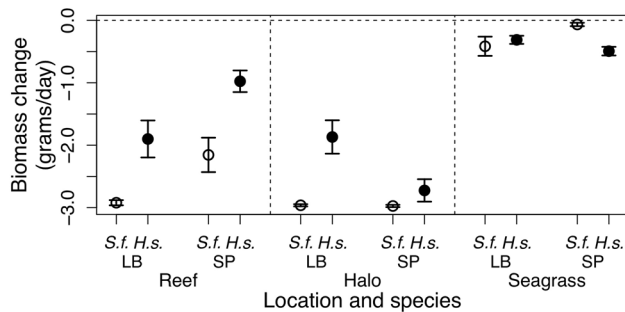 Biomass change
(grams/day)
0.0
−1.0
−2.0
−3.0
S.f. H.s. S.f. H.s. S.f. H.s. S.f. H.s. S.f. H.s. S.f. H.s.
LB SP LB SP LB SP
Reef Halo Seagrass
Location and species